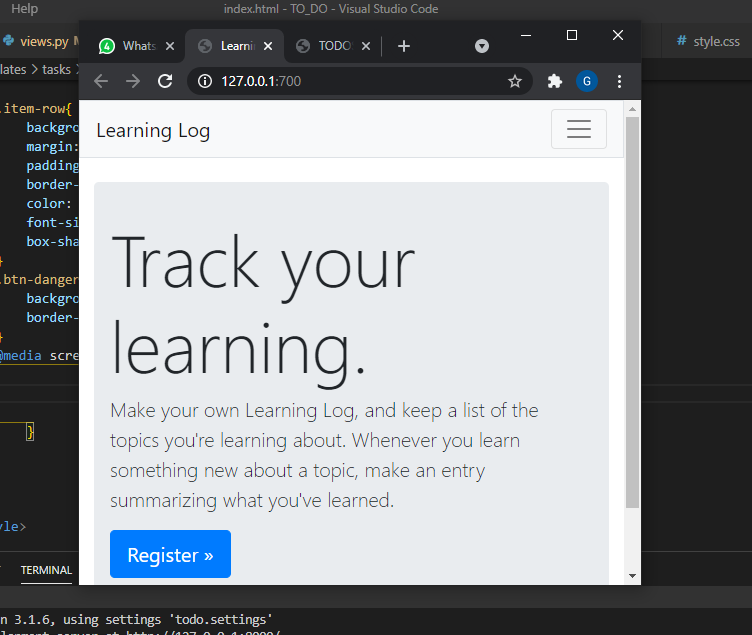 Help
index.html - TO_DO - Visual Studio Code
views.py M
# style.css
lates > tasks >
4
Whats
Learni
TODO
127.0.0.1:700
G
.item-row{
backgro
margin:
padding
border-
color:
font-si
box-sha
}
.btn-danger
backgro
border-
}
@media scre
}
yle>
TERMINAL
Learning Log
Track your
learning.
Make your own Learning Log, and keep a list of the
topics you're learning about. Whenever you learn
something new about a topic, make an entry
summarizing what you've learned.
Register »
n 3.1.6, using settings 'todo.settings'